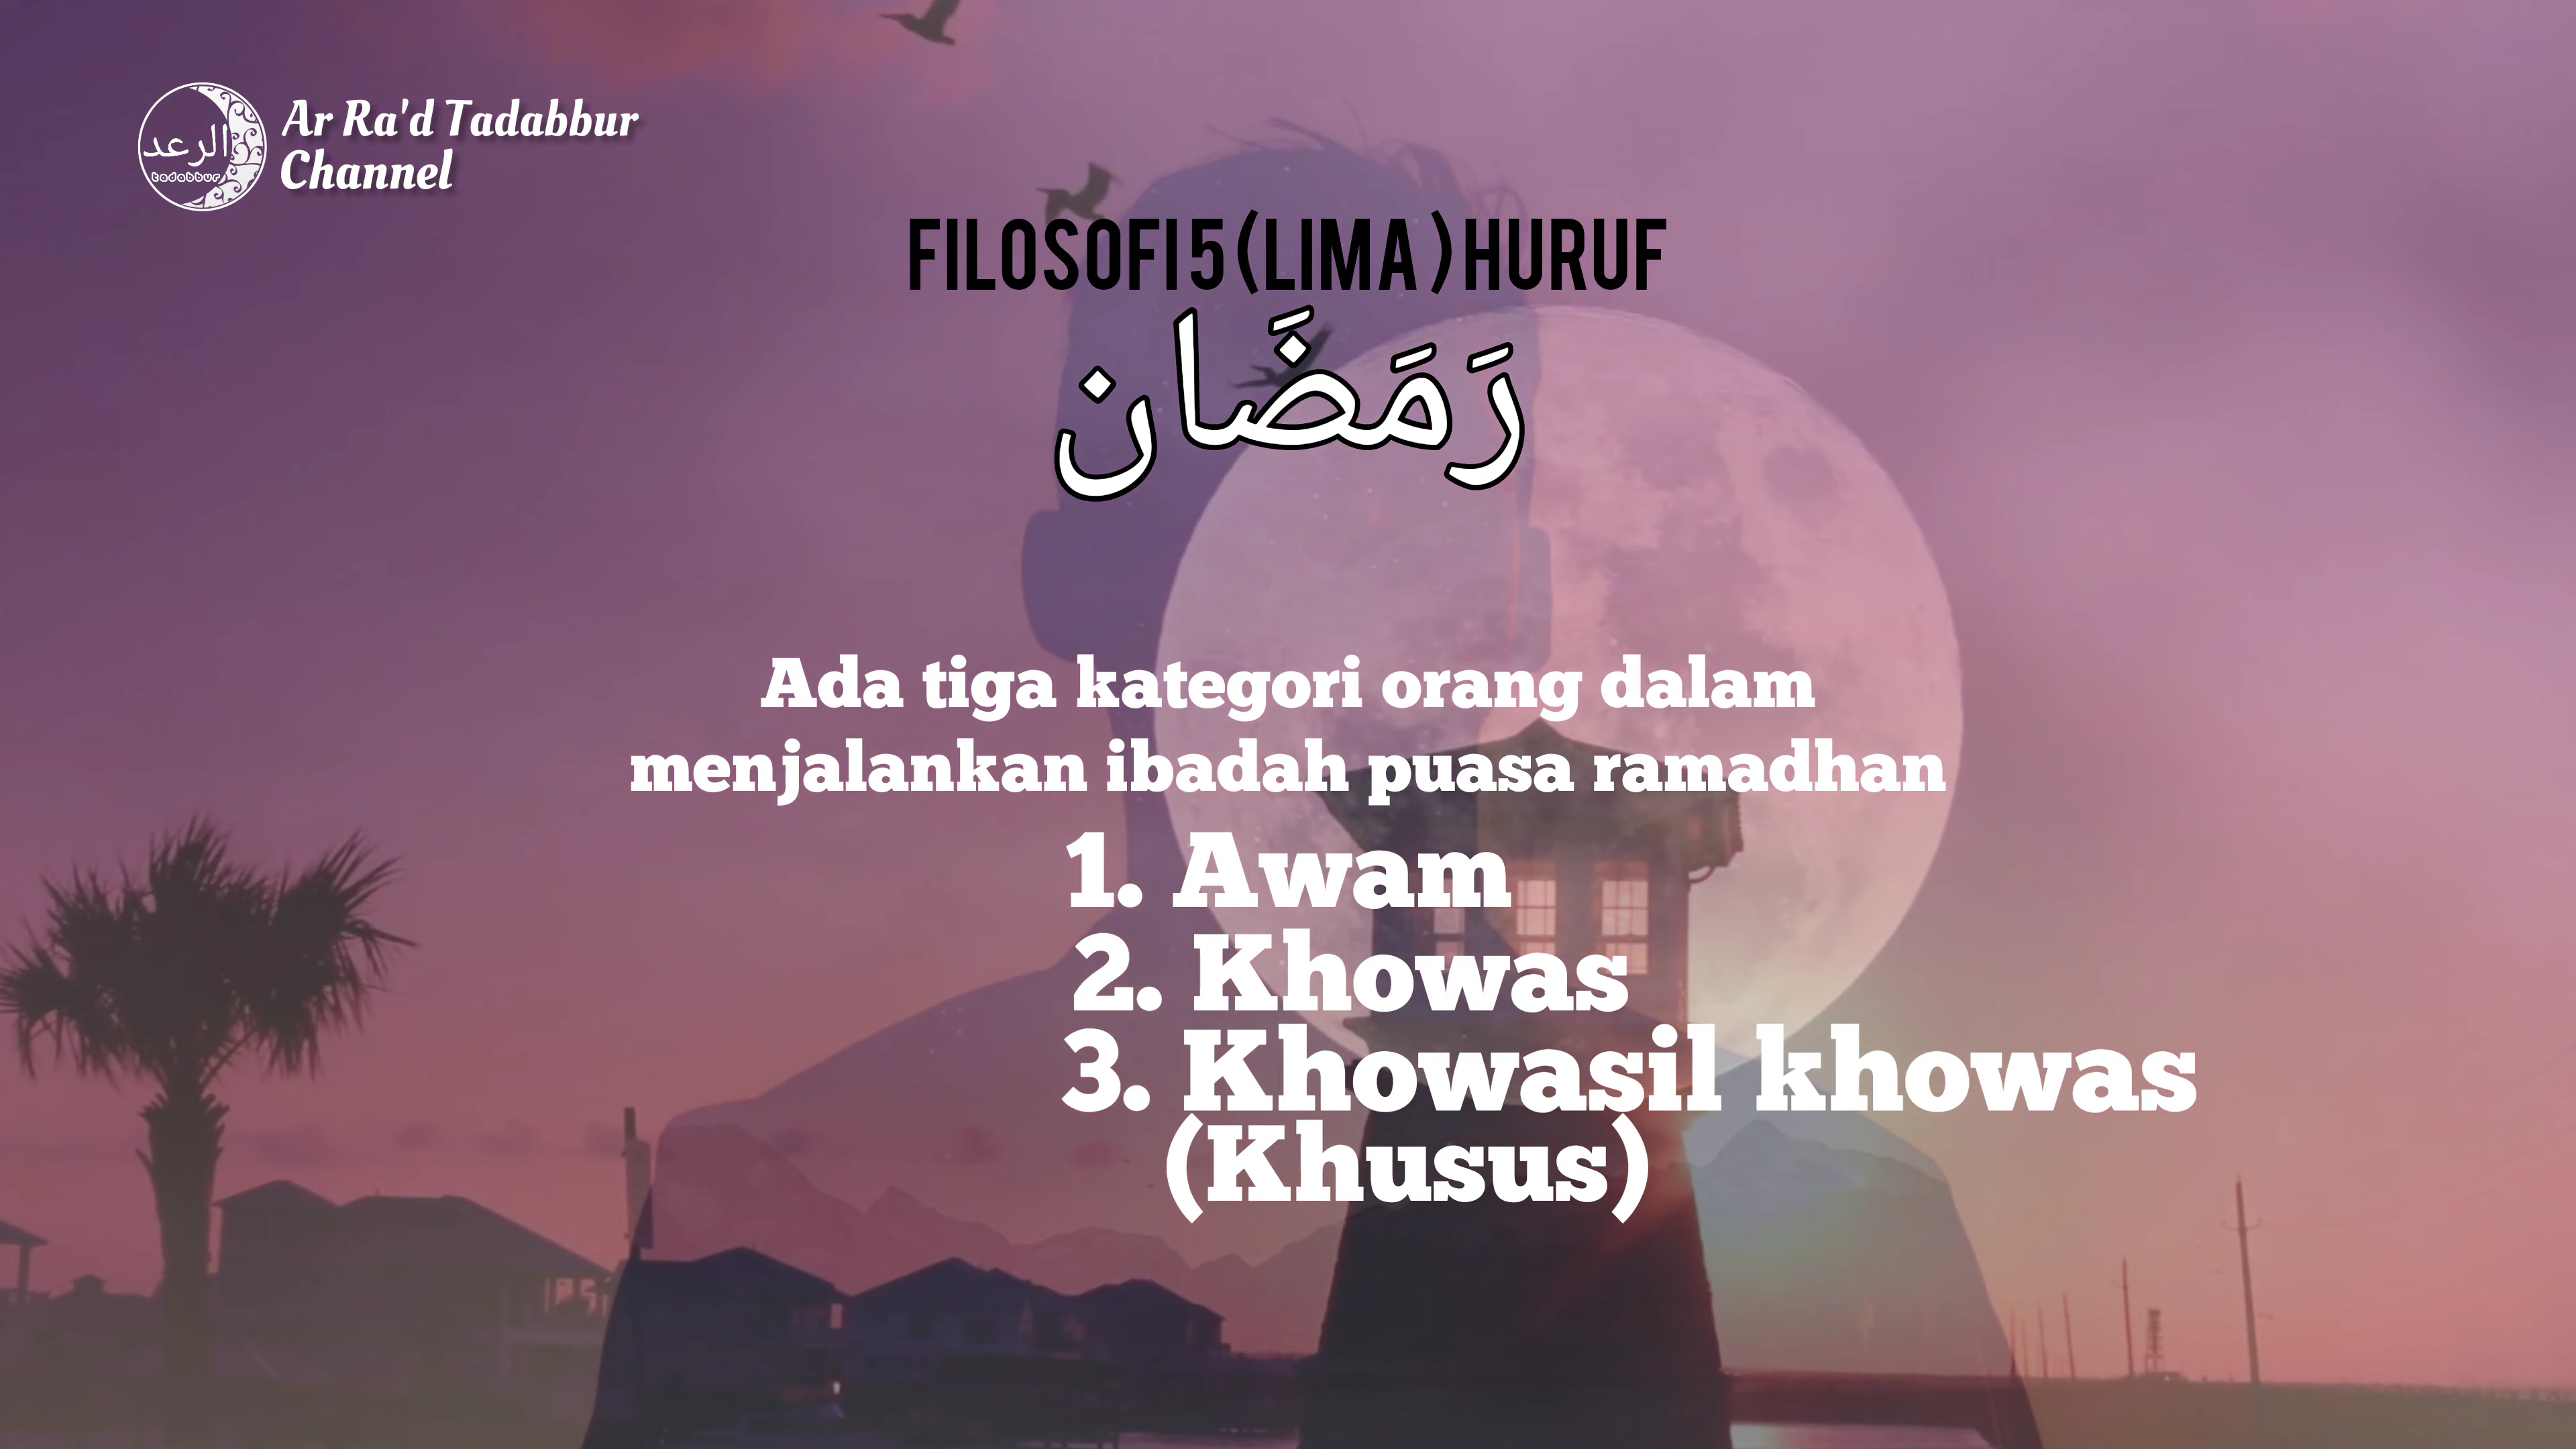 الرعد
tadabbur
Ar Ra'd Tadabbur
Channel
FILOSOFI 5 (LIMA) HURUF
رَمَضَان
Ada tiga kategori orang dalam
menjalankan ibadah puasa ramadhan
1. Awam
2. Khowas
3. Khowasil khowas
(Khusus)